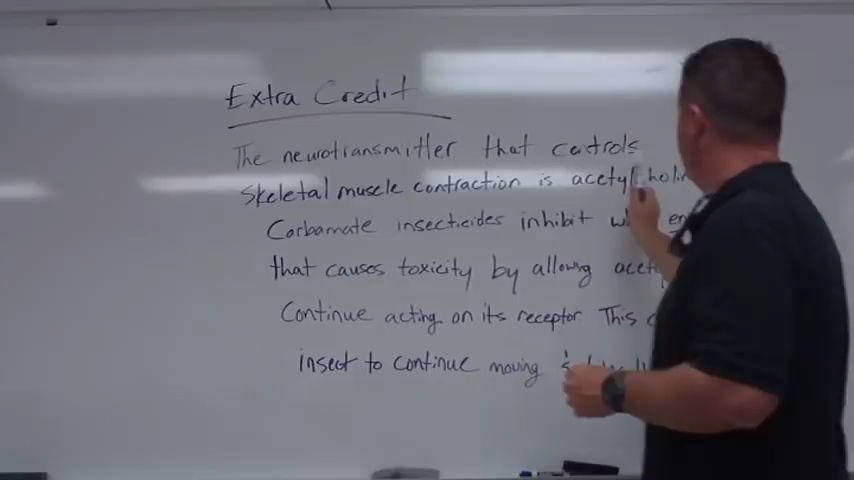 Extra Credit
The neurotransmitter that controls
skeletal muscle contraction is
Carbamate insecticides inhibit
that causes toxicity by allowing
Continue acting on its receptor This
insect to continue moving